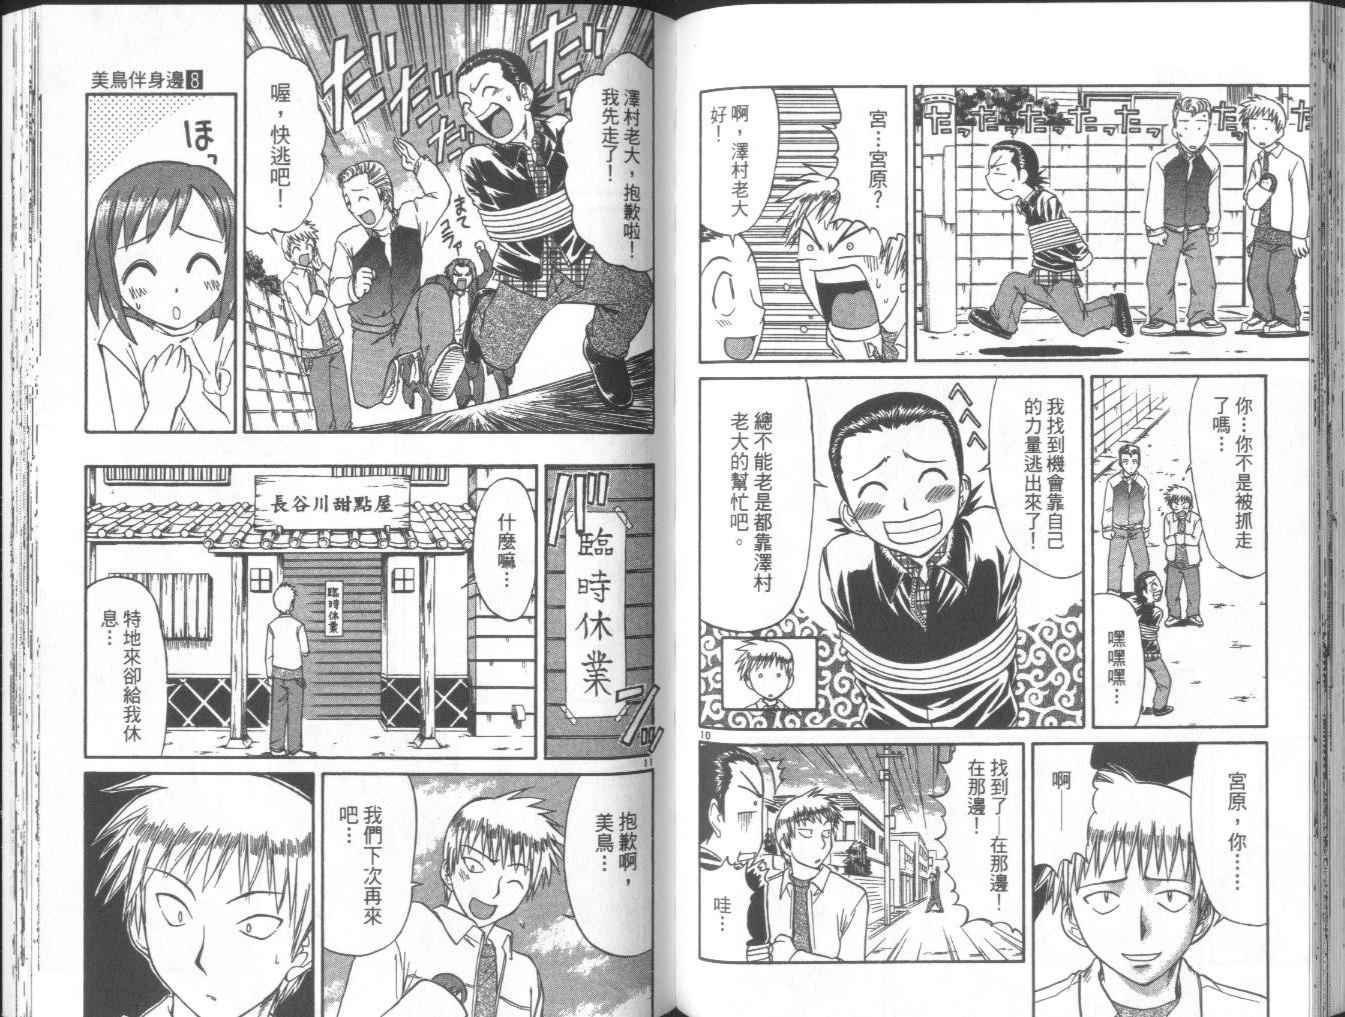 たったったったったったっ
宮…宮原？
啊，澤村老大
好！
你…你不是被抓走
了嗎…
嘿嘿嘿…
へへへへ
我找到機會靠自己
的力量逃出來了！
總不能老是都靠澤村
老大的幫忙吧。
宮原，你……
啊──
找到了──在那邊！
在那邊！
哇…
10
美鳥伴身邊8
だだだだっ
澤村老大，抱歉啦！
我先走了！
喔，快逃吧！
まて
コラァ
ほっ
臨時休業
長谷川甜點屋
臨時休業
什麼嘛…
特地來卻給我休
息…
11
抱歉啊，
美鳥…
我們下次再來
吧…